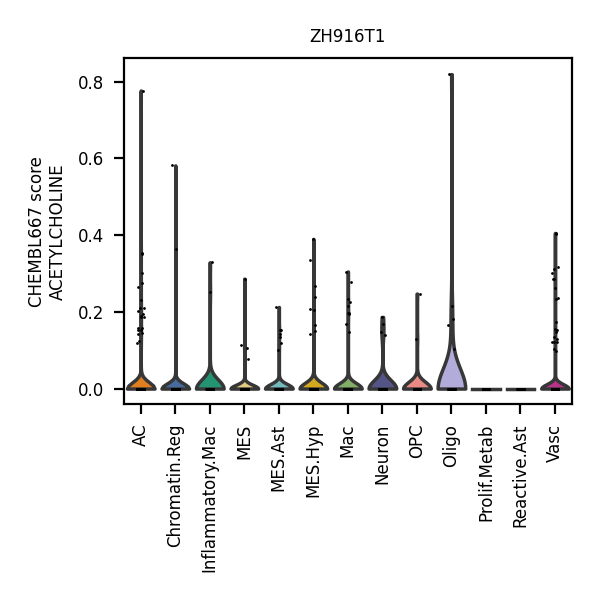 ZH916T1
CHEMBL667 score
ACETYLCHOLINE
0.8
0.6
0.4
0.2
0.0
AC
Chromatin.Reg
Inflammatory.Mac
MES
MES.Ast
MES.Hyp
Mac
Neuron
OPC
Oligo
Prolif.Metab
Reactive.Ast
Vasc